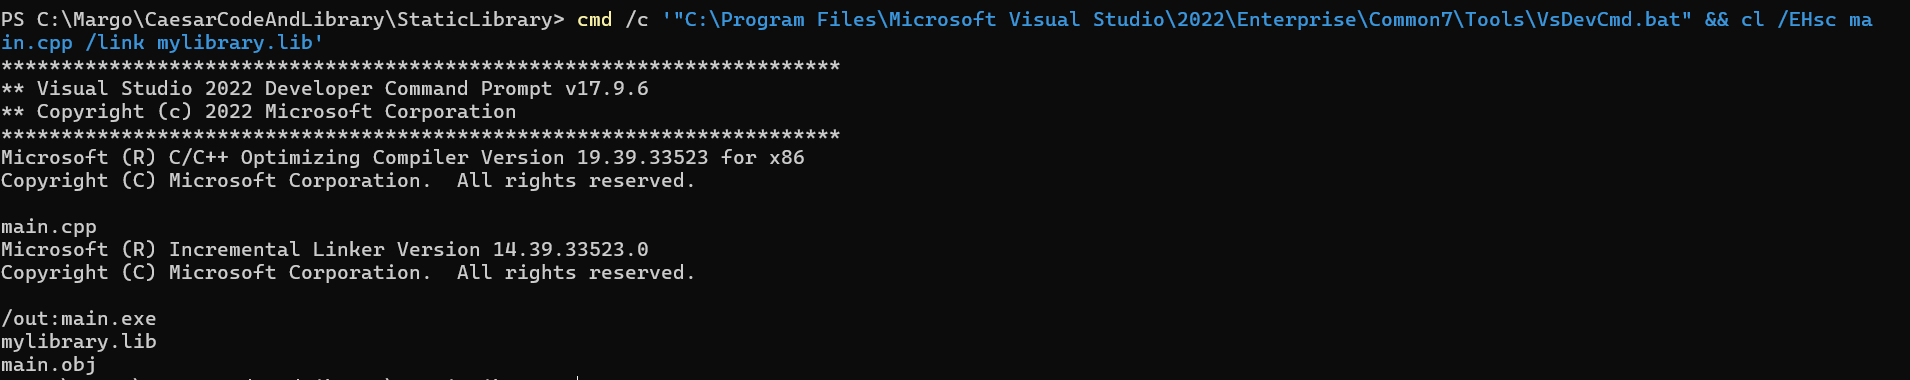 PS C:\Margo\CaesarCodeAndLibrary\StaticLibrary> cmd /c '"C:\Program Files\Microsoft Visual Studio\2022\Enterprise\Common7\Tools\VsDevCmd.bat" && cl /EHsc ma
in.cpp /link mylibrary.lib'
**********************************************************************
** Visual Studio 2022 Developer Command Prompt v17.9.6
** Copyright (c) 2022 Microsoft Corporation
**********************************************************************
Microsoft (R) C/C++ Optimizing Compiler Version 19.39.33523 for x86
Copyright (C) Microsoft Corporation.  All rights reserved.
main.cpp
Microsoft (R) Incremental Linker Version 14.39.33523.0
Copyright (C) Microsoft Corporation.  All rights reserved.
/out:main.exe
mylibrary.lib
main.obj